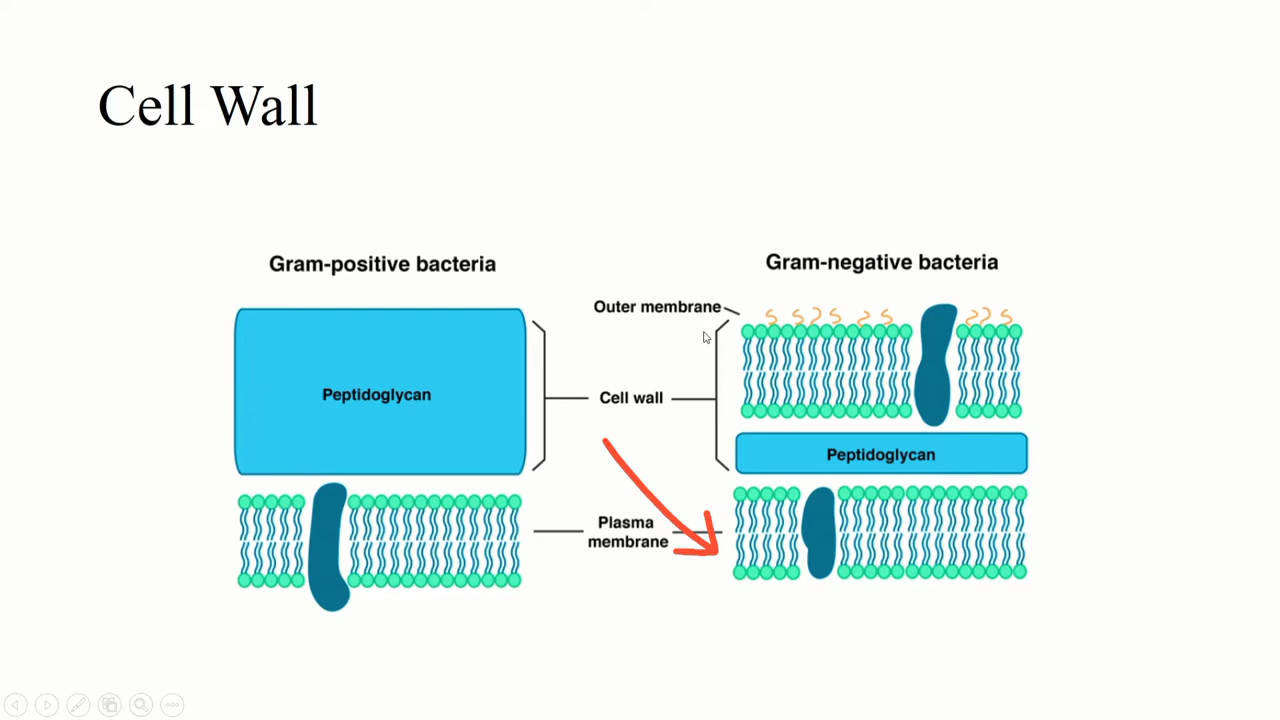 Cell Wall
Gram-positive bacteria
Gram-negative bacteria
Outer membrane
Peptidoglycan
Cell wall
Peptidoglycan
Plasma
membrane